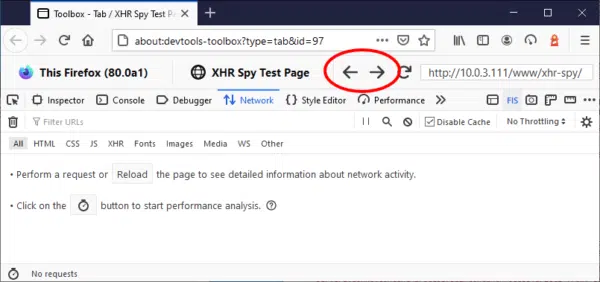 Toolbox - Tab / XHR Spy Test P
about:devtools-toolbox?type=tab&id=97
This Firefox (80.0a1) XHR Spy Test Page http://10.0.3.111/www/xhr-spy/
Inspector Console Debugger Network Style Editor Performance FIS
Filter URLs Disable Cache No Throttling
All HTML CSS JS XHR Fonts Images Media WS Other
• Perform a request or Reload the page to see detailed information about network activity.
• Click on the button to start performance analysis.
No requests